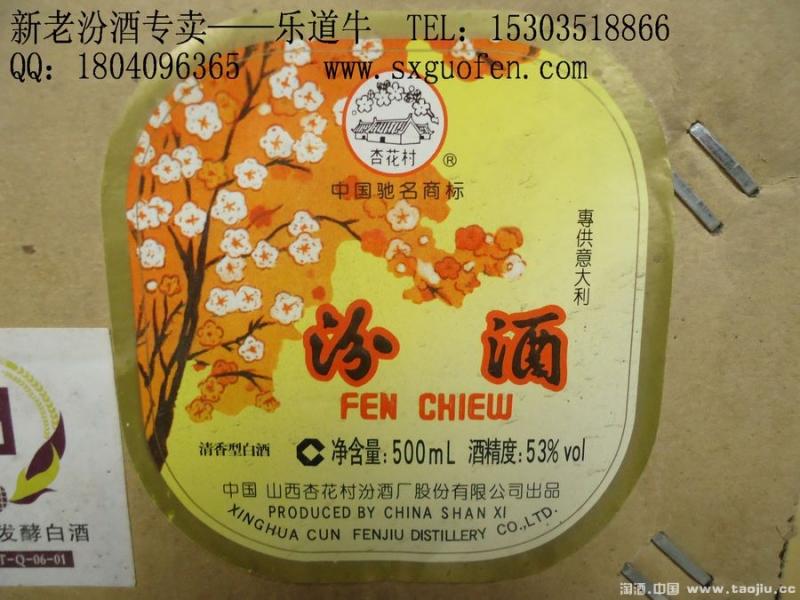 新老汾酒专卖——乐道牛 TEL: 15303518866
QQ: 1804096365 www.sxguofen.com
杏花村
®
中国驰名商标
專供意大利
汾酒
FEN CHIEW
清香型白酒 净含量: 500mL 酒精度: 53% vol
中国 山西杏花村汾酒厂股份有限公司出品
PRODUCED BY CHINA SHAN XI
XINGHUA CUN FENJIU DISTILLERY CO., LTD.
发酵白酒
T-Q-06-01
淘酒.中国 www.taojiu.cc